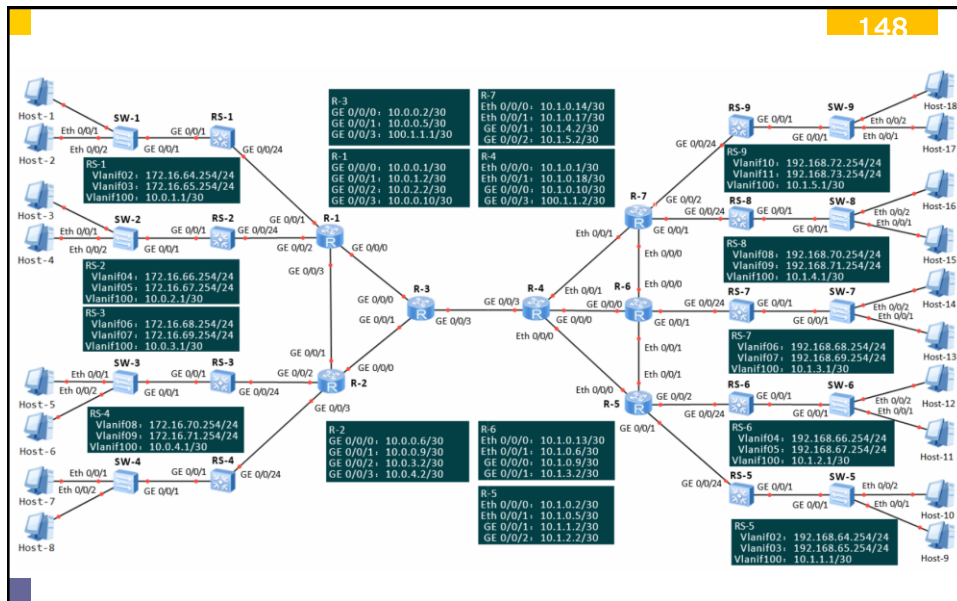 148
Host-1
Host-2
Eth 0/0/1
Eth 0/0/2
SW-1
GE 0/0/1
GE 0/0/1
RS-1
GE 0/0/24
RS-1
Vlanif02: 172.16.64.254/24
Vlanif03: 172.16.65.254/24
Vlanif100: 10.0.1.1/30
Host-3
Host-4
Eth 0/0/1
Eth 0/0/2
SW-2
GE 0/0/1
GE 0/0/1
RS-2
GE 0/0/24
RS-2
Vlanif04: 172.16.66.254/24
Vlanif05: 172.16.67.254/24
Vlanif100: 10.0.2.1/30
RS-3
Vlanif06: 172.16.68.254/24
Vlanif07: 172.16.69.254/24
Vlanif100: 10.0.3.1/30
Host-5
Host-6
Eth 0/0/1
Eth 0/0/2
SW-3
GE 0/0/1
GE 0/0/1
RS-3
GE 0/0/24
RS-4
Vlanif08: 172.16.70.254/24
Vlanif09: 172.16.71.254/24
Vlanif100: 10.0.4.1/30
Host-7
Host-8
Eth 0/0/1
Eth 0/0/2
SW-4
GE 0/0/1
GE 0/0/1
RS-4
GE 0/0/24
R-3
GE 0/0/0: 10.0.0.2/30
GE 0/0/1: 10.0.0.5/30
GE 0/0/3: 100.1.1.1/30
R-1
GE 0/0/0: 10.0.0.1/30
GE 0/0/1: 10.0.1.2/30
GE 0/0/2: 10.0.2.2/30
GE 0/0/3: 10.0.0.10/30
GE 0/0/1
R-1
GE 0/0/2
GE 0/0/0
GE 0/0/3
GE 0/0/0
R-3
GE 0/0/1
GE 0/0/3
GE 0/0/1
GE 0/0/0
GE 0/0/2
R-2
GE 0/0/3
R-2
GE 0/0/0: 10.0.0.6/30
GE 0/0/1: 10.0.0.9/30
GE 0/0/2: 10.0.3.2/30
GE 0/0/3: 10.0.4.2/30
R-7
Eth 0/0/0: 10.1.0.14/30
Eth 0/0/1: 10.1.0.17/30
GE 0/0/1: 10.1.4.2/30
GE 0/0/2: 10.1.5.2/30
R-4
Eth 0/0/0: 10.1.0.1/30
Eth 0/0/1: 10.1.0.18/30
GE 0/0/0: 10.1.0.10/30
GE 0/0/3: 100.1.1.2/30
R-4
GE 0/0/3
Eth 0/0/1
GE 0/0/0
Eth 0/0/0
R-7
GE 0/0/2
GE 0/0/1
Eth 0/0/1
Eth 0/0/0
R-6
Eth 0/0/0
GE 0/0/0
GE 0/0/1
Eth 0/0/1
Eth 0/0/1
Eth 0/0/0
R-5
GE 0/0/2
GE 0/0/1
R-6
Eth 0/0/0: 10.1.0.13/30
Eth 0/0/1: 10.1.0.6/30
GE 0/0/0: 10.1.0.9/30
GE 0/0/1: 10.1.3.2/30
R-5
Eth 0/0/0: 10.1.0.2/30
Eth 0/0/1: 10.1.0.5/30
GE 0/0/1: 10.1.1.2/30
GE 0/0/2: 10.1.2.2/30
RS-9
GE 0/0/24
GE 0/0/1
GE 0/0/1
SW-9
Eth 0/0/2
Eth 0/0/1
Host-18
Host-17
RS-9
Vlanif10: 192.168.72.254/24
Vlanif11: 192.168.73.254/24
Vlanif100: 10.1.5.1/30
RS-8
GE 0/0/24
GE 0/0/1
GE 0/0/1
SW-8
Eth 0/0/2
Eth 0/0/1
Host-16
Host-15
RS-8
Vlanif08: 192.168.70.254/24
Vlanif09: 192.168.71.254/24
Vlanif100: 10.1.4.1/30
RS-7
GE 0/0/24
GE 0/0/1
GE 0/0/1
SW-7
Eth 0/0/2
Eth 0/0/1
Host-14
Host-13
RS-7
Vlanif06: 192.168.68.254/24
Vlanif07: 192.168.69.254/24
Vlanif100: 10.1.3.1/30
RS-6
GE 0/0/24
GE 0/0/1
GE 0/0/1
SW-6
Eth 0/0/2
Eth 0/0/1
Host-12
Host-11
RS-6
Vlanif04: 192.168.66.254/24
Vlanif05: 192.168.67.254/24
Vlanif100: 10.1.2.1/30
RS-5
GE 0/0/24
GE 0/0/1
GE 0/0/1
SW-5
Eth 0/0/2
Eth 0/0/1
Host-10
Host-9
RS-5
Vlanif02: 192.168.64.254/24
Vlanif03: 192.168.65.254/24
Vlanif100: 10.1.1.1/30